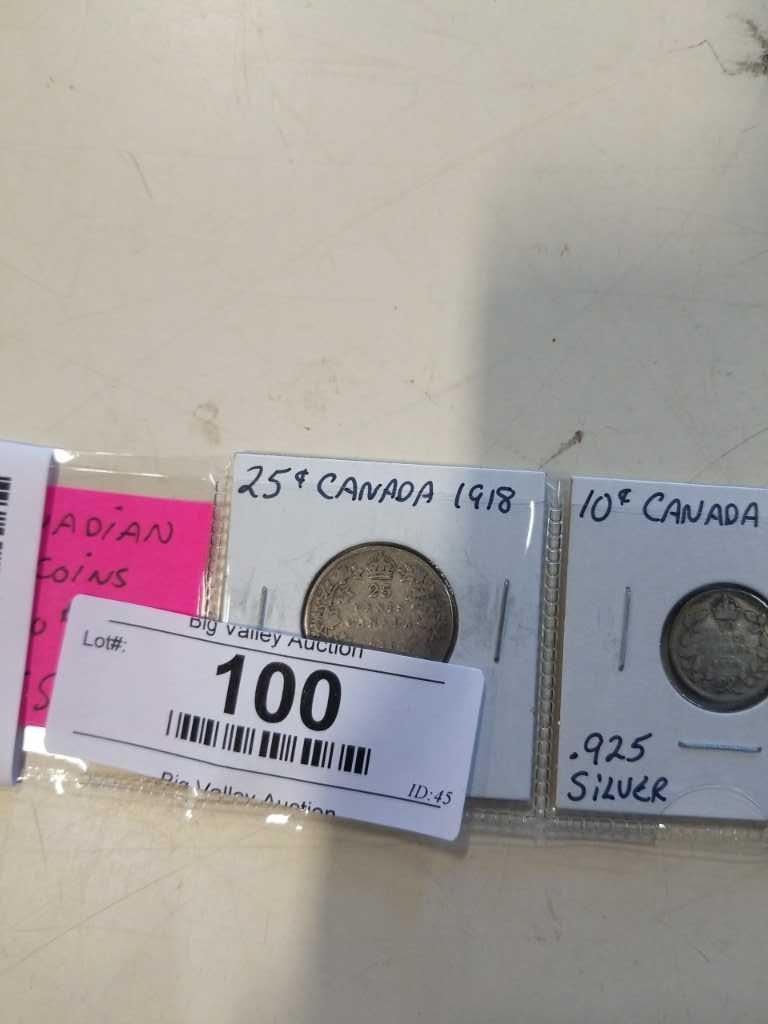 25¢ CANADA 1918
10¢ CANADA
ADIAN
COINS
Big Valley Auction
Lot#:
100
25
CENTS
CANADA
.925
SILVER
ID:45
Big Valley Auction